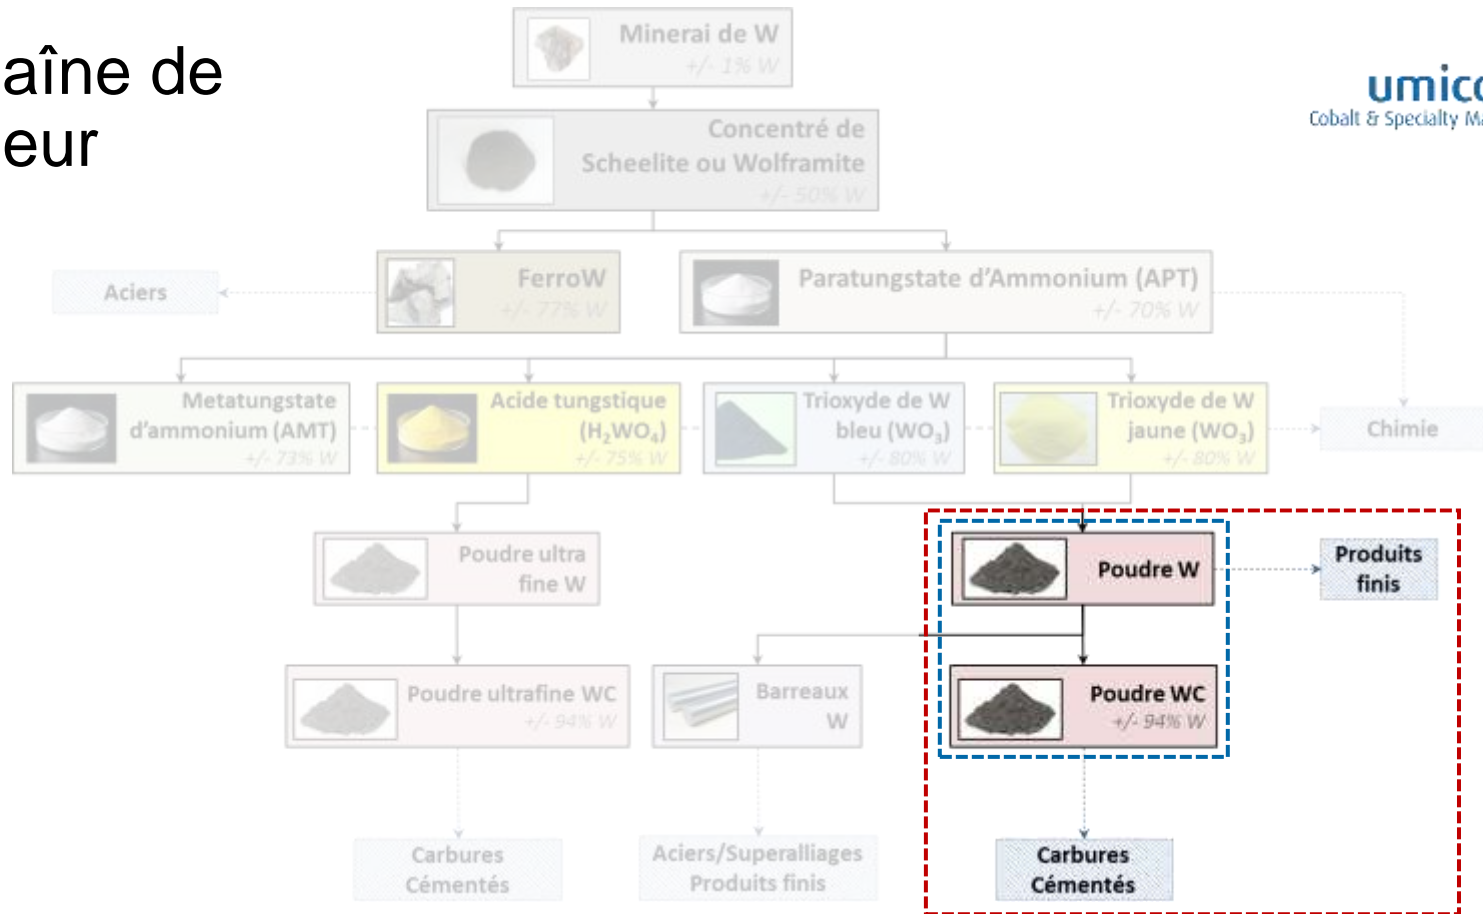 aîne de
eur
umico
Cobalt & Specialty Ma
Minerai de W
+/- 1% W
Concentré de
Scheelite ou Wolframite
+/- 50% W
Aciers
FerroW
+/- 77% W
Paratungstate d'Ammonium (APT)
+/- 70% W
Metatungstate
d'ammonium (AMT)
+/- 73% W
Acide tungstique
(H₂WO₄)
+/- 75% W
Trioxyde de W
bleu (WO₃)
+/- 80% W
Trioxyde de W
jaune (WO₃)
+/- 80% W
Chimie
Poudre ultra
fine W
Poudre W
Produits
finis
Poudre ultrafine WC
+/- 94% W
Barreaux
W
Poudre WC
+/- 94% W
Carbures
Cémentés
Aciers/Superalliages
Produits finis
Carbures
Cémentés